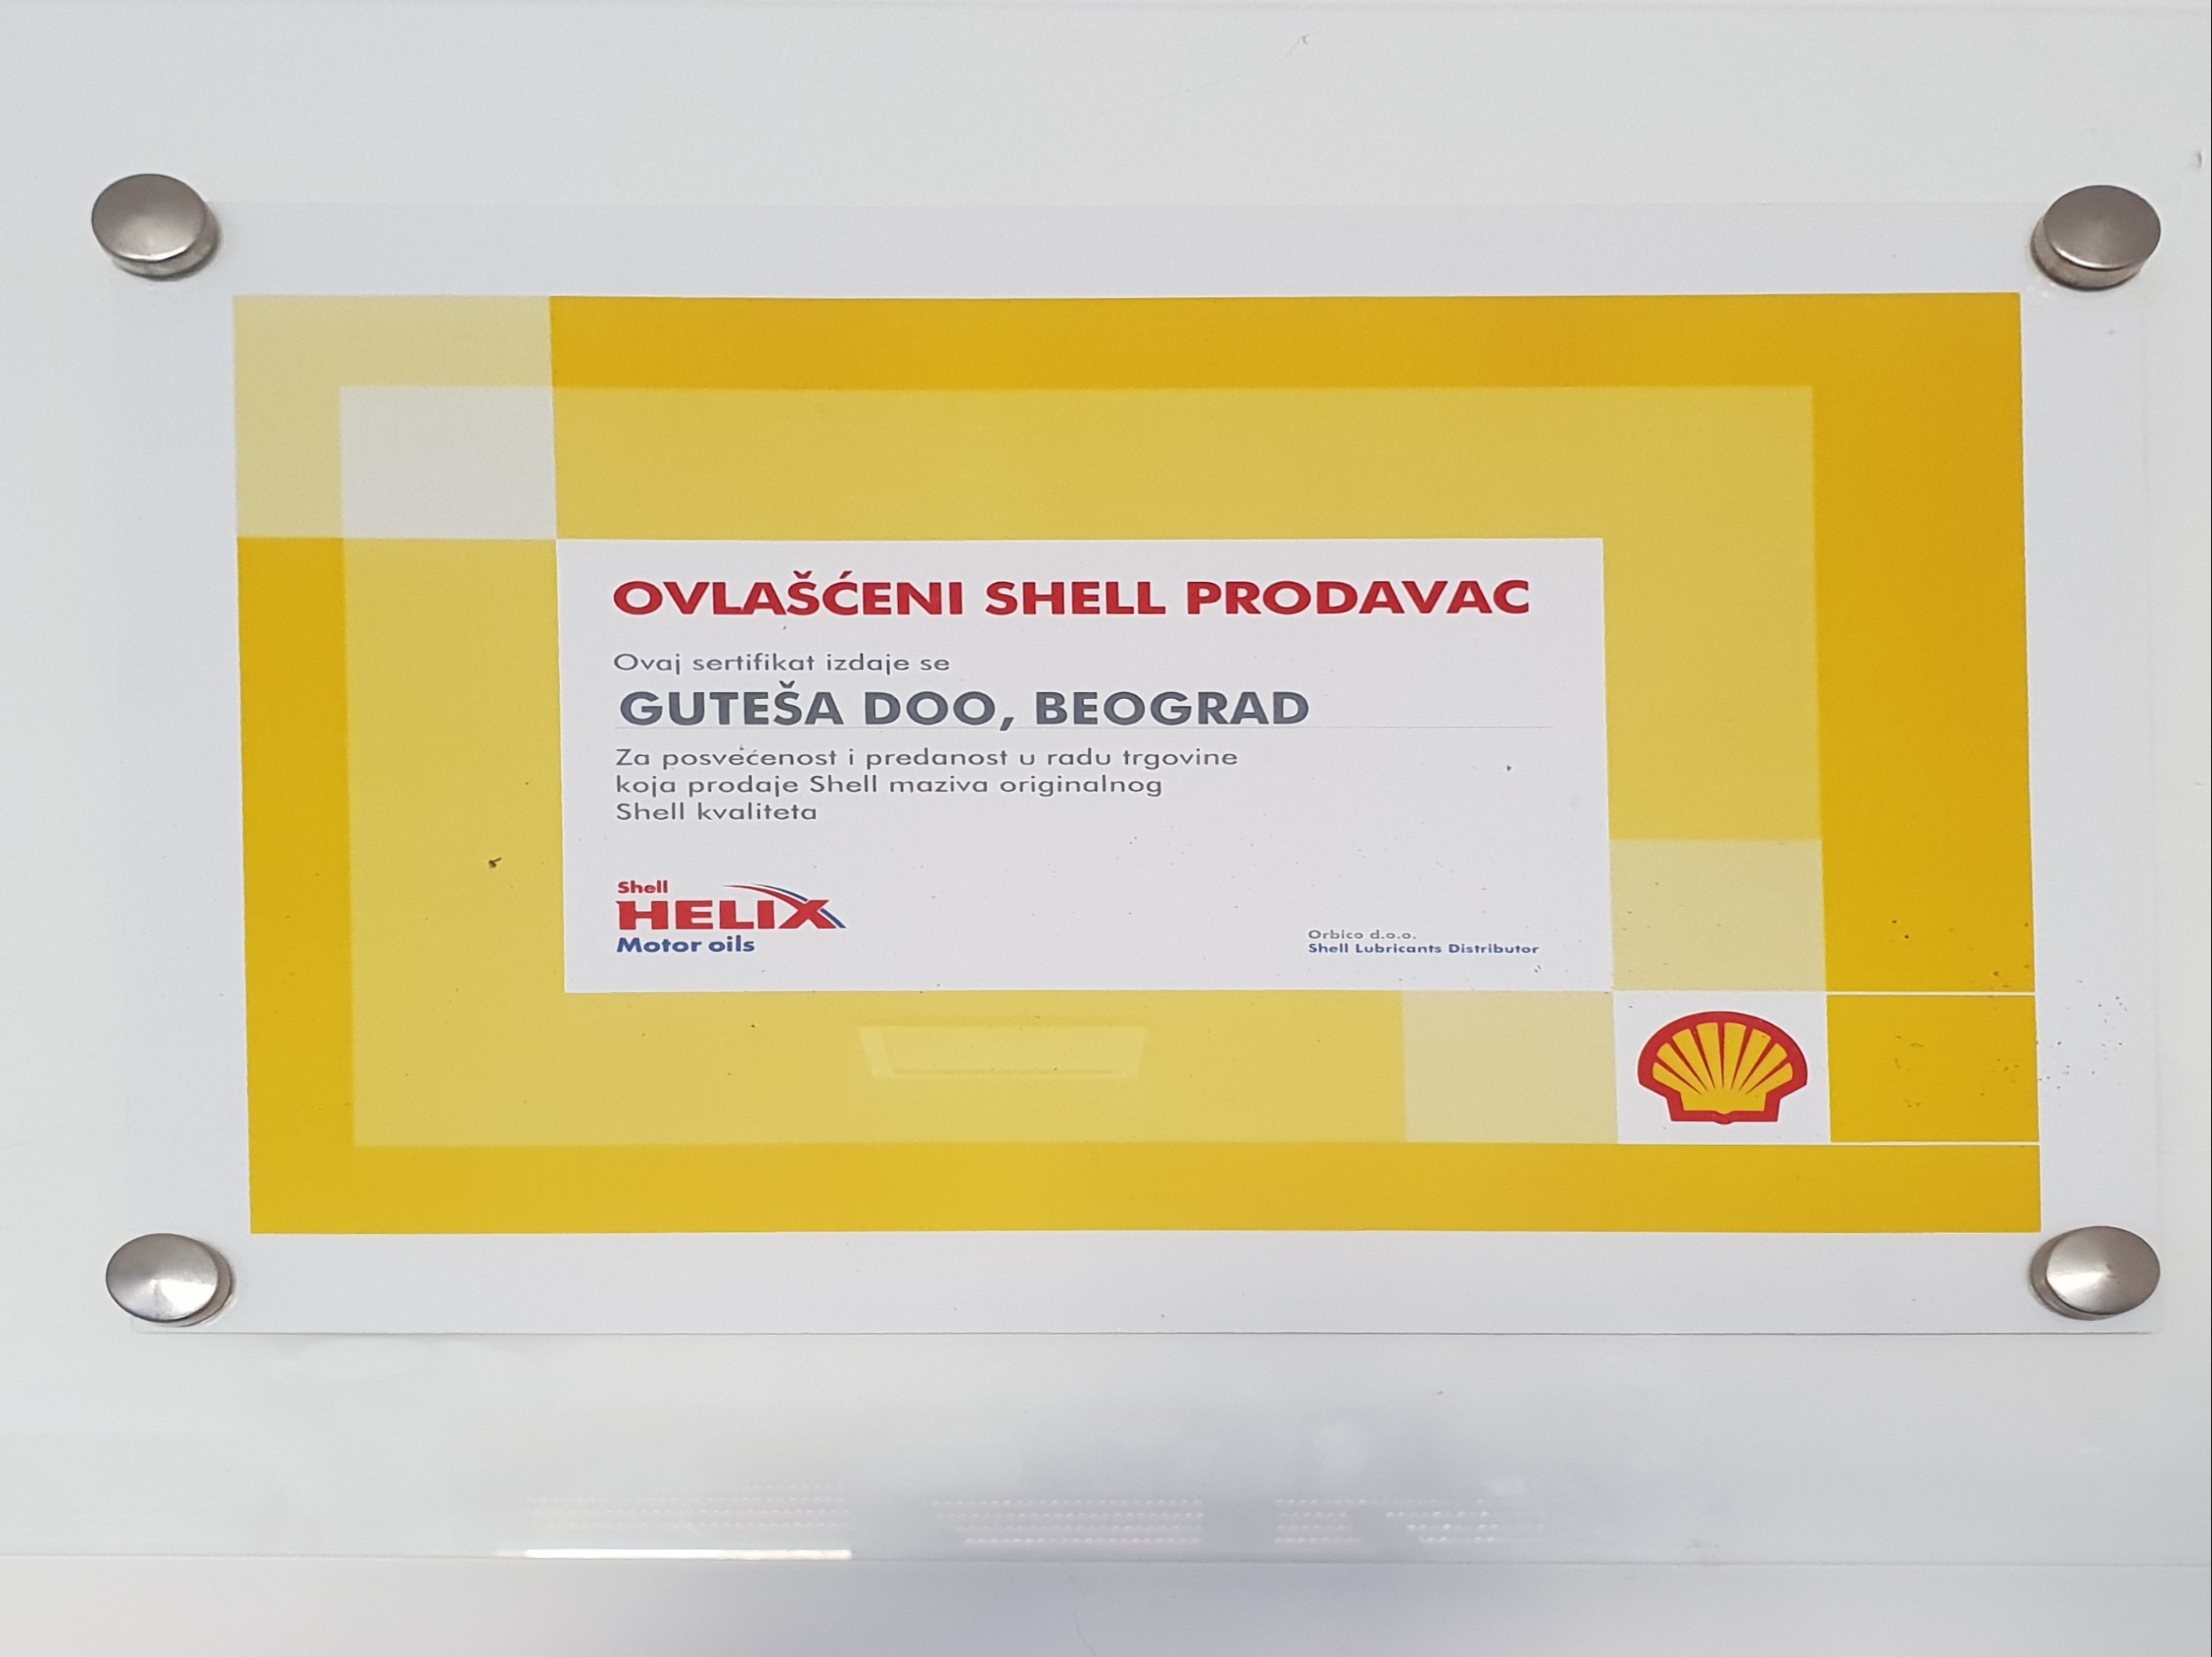 OVLAŠĆENI SHELL PRODAVAC
Ovaj sertifikat izdaje se
GUTEŠA DOO, BEOGRAD
Za posvećenost i predanost u radu trgovine
koja prodaje Shell maziva originalnog
Shell kvaliteta
Shell
HELIX
Motor oils
Orbico d.o.o.
Shell Lubricants Distributor